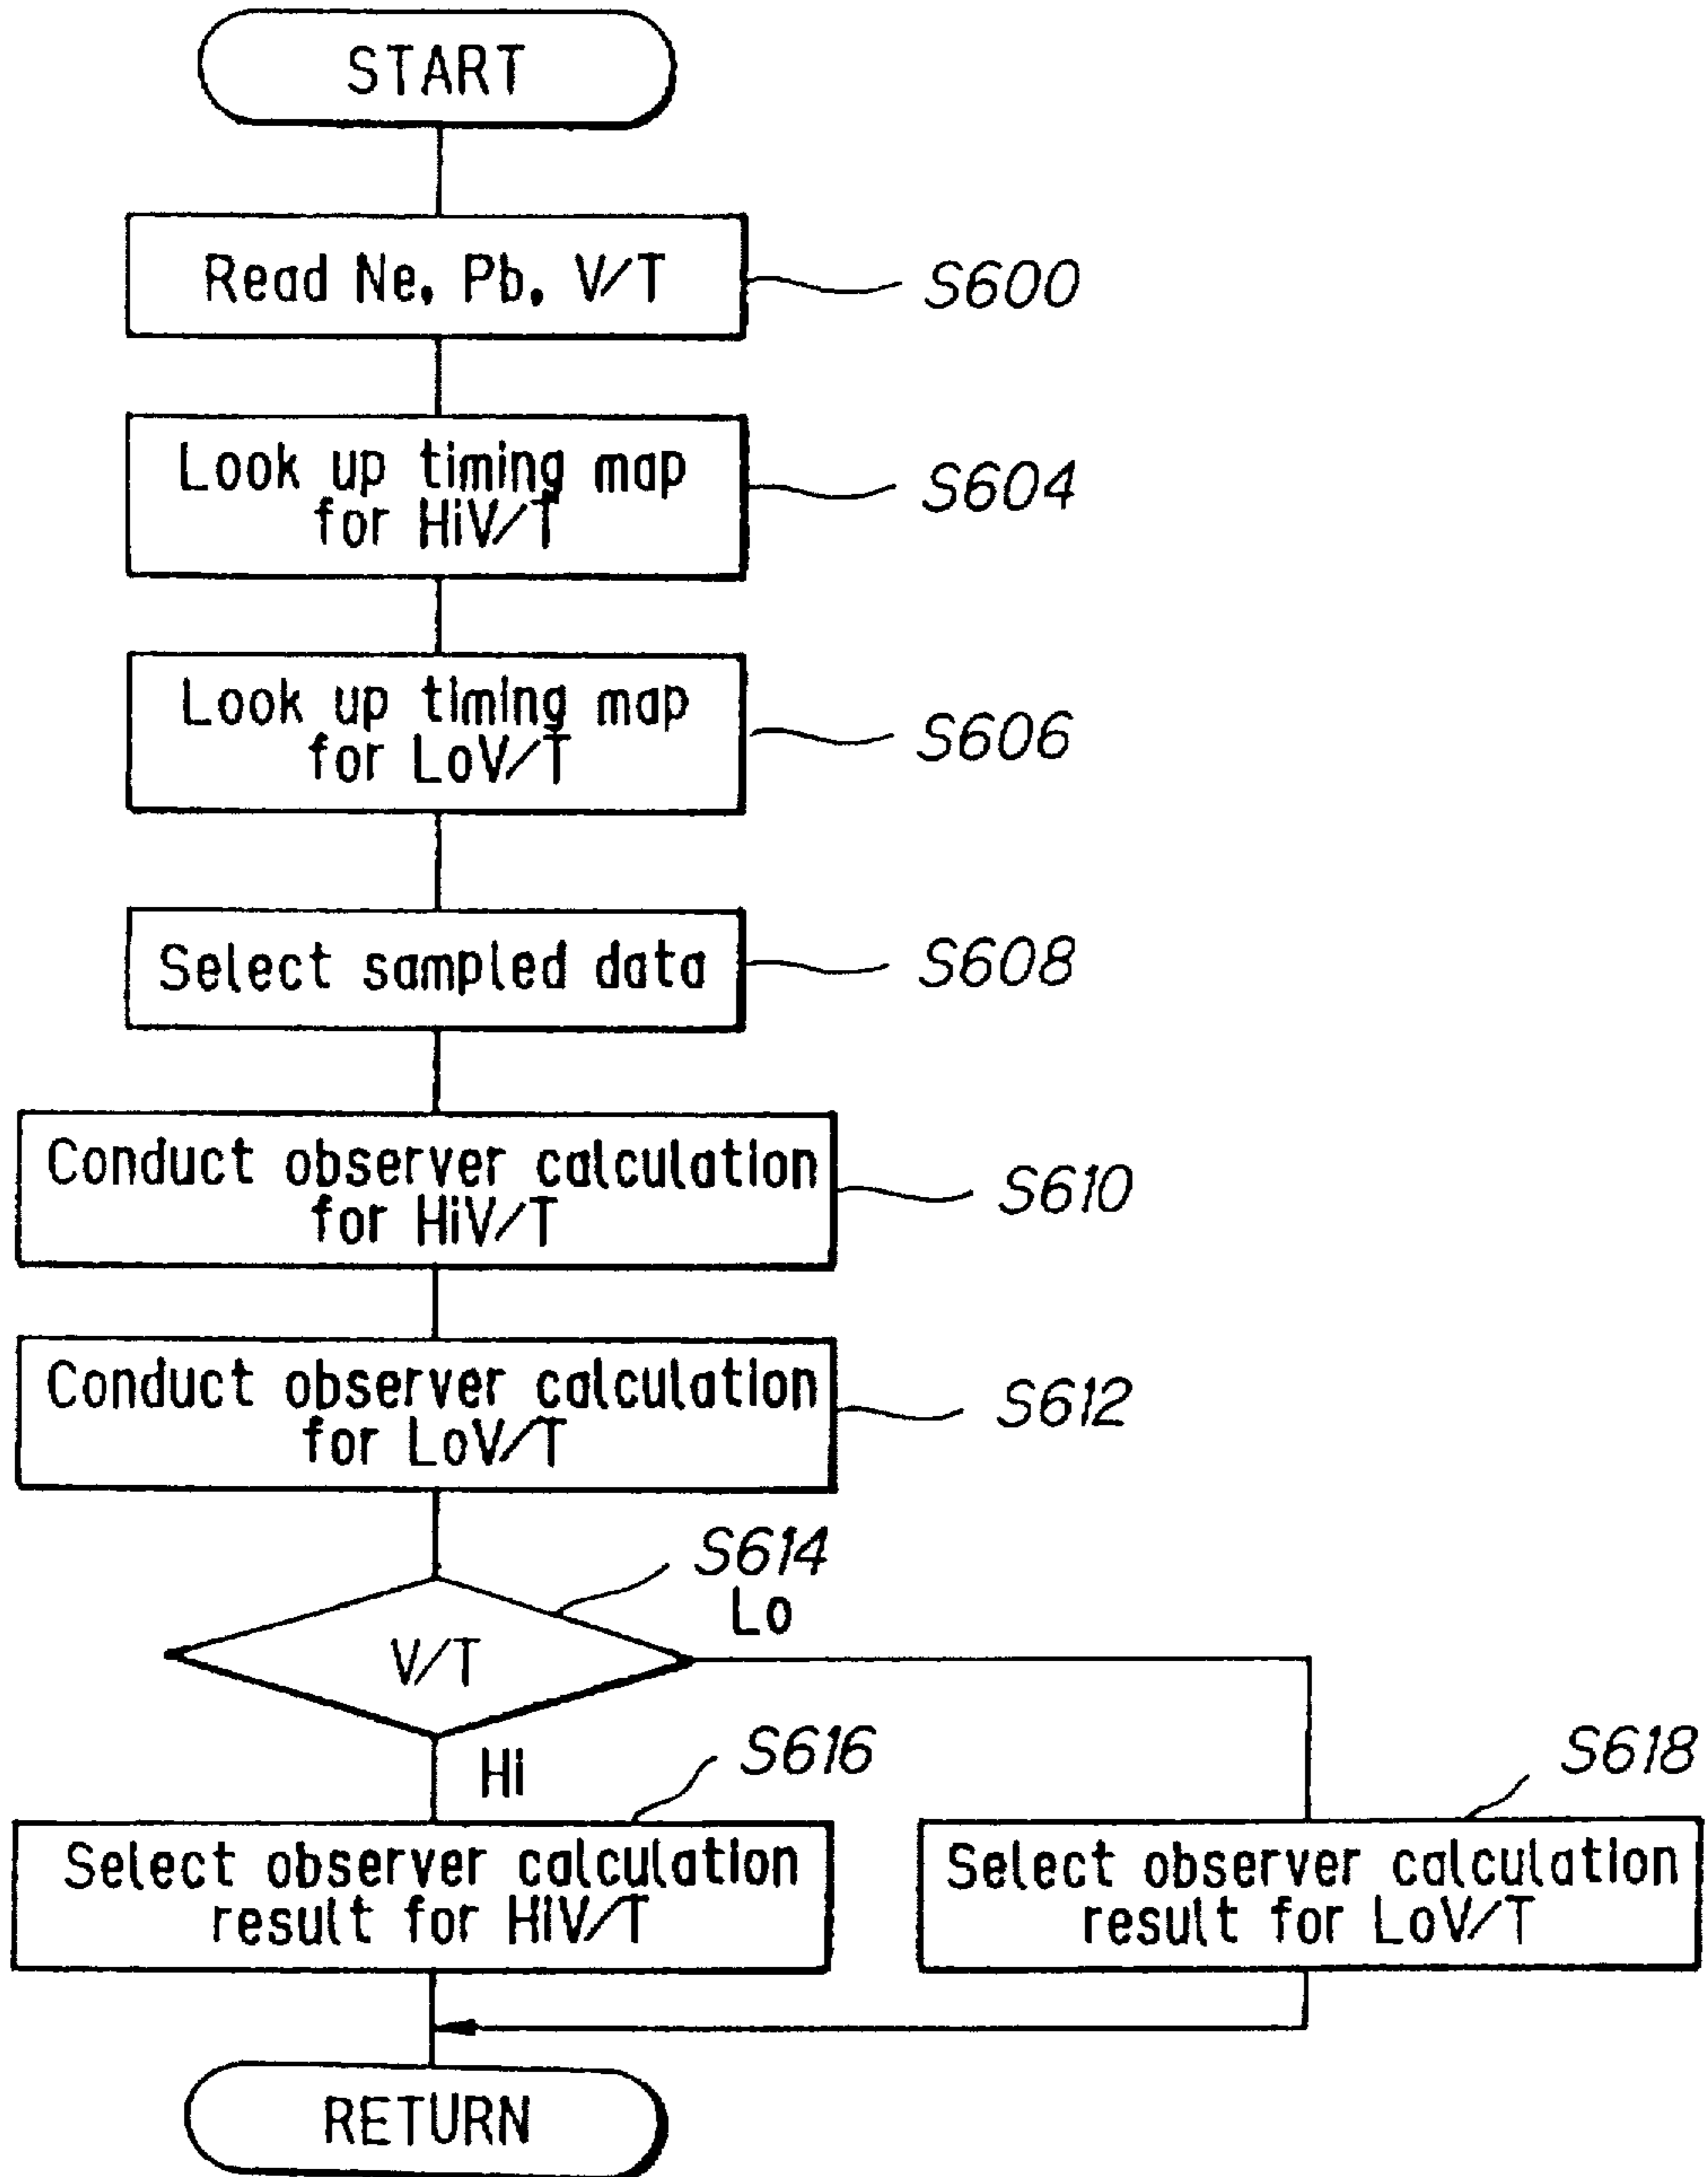 START
Read Ne, Pb, V/T
S600
Look up timing map
for HiV/T
S604
Look up timing map
for LoV/T
S606
Select sampled data
S608
Conduct observer calculation
for HiV/T
S610
Conduct observer calculation
for LoV/T
S612
S614
Lo
V/T
Hi
S616
S618
Select observer calculation
result for HiV/T
Select observer calculation
result for LoV/T
RETURN